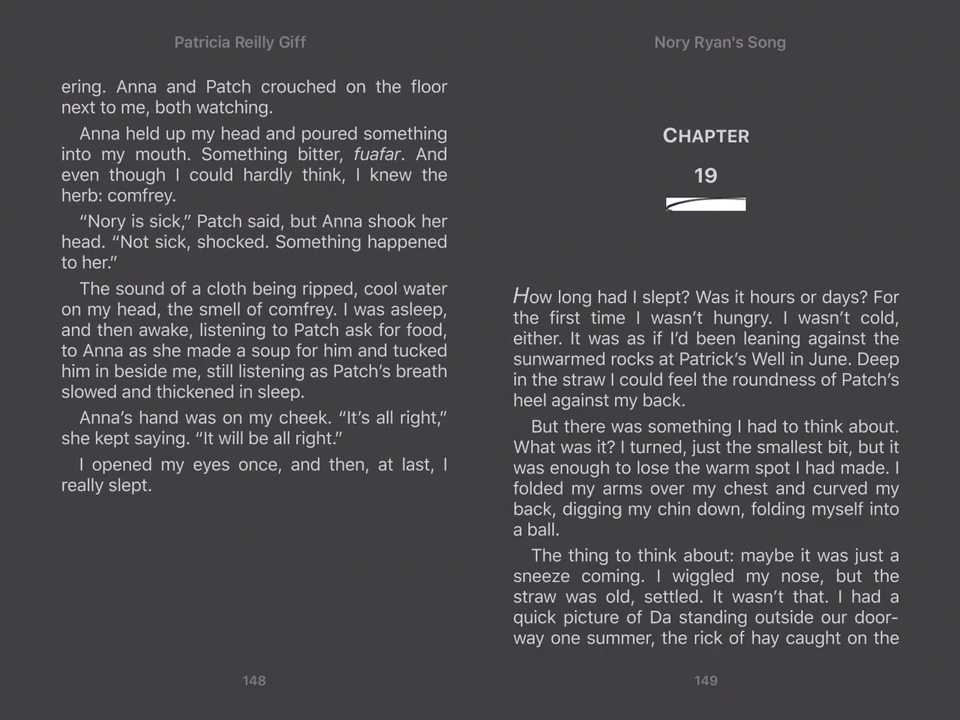 Patricia Reilly Giff
ering. Anna and Patch crouched on the floor
next to me, both watching.
Anna held up my head and poured something
into my mouth. Something bitter, fuafar. And
even though I could hardly think, I knew the
herb: comfrey.
“Nory is sick,” Patch said, but Anna shook her
head. “Not sick, shocked. Something happened
to her.”
The sound of a cloth being ripped, cool water
on my head, the smell of comfrey. I was asleep,
and then awake, listening to Patch ask for food,
to Anna as she made a soup for him and tucked
him in beside me, still listening as Patch’s breath
slowed and thickened in sleep.
Anna’s hand was on my cheek. “It’s all right,”
she kept saying. “It will be all right.”
I opened my eyes once, and then, at last, I
really slept.
148
Nory Ryan's Song
CHAPTER
19
How long had I slept? Was it hours or days? For
the first time I wasn’t hungry. I wasn’t cold,
either. It was as if I’d been leaning against the
sunwarmed rocks at Patrick’s Well in June. Deep
in the straw I could feel the roundness of Patch’s
heel against my back.
But there was something I had to think about.
What was it? I turned, just the smallest bit, but it
was enough to lose the warm spot I had made. I
folded my arms over my chest and curved my
back, digging my chin down, folding myself into
a ball.
The thing to think about: maybe it was just a
sneeze coming. I wiggled my nose, but the
straw was old, settled. It wasn’t that. I had a
quick picture of Da standing outside our door-
way one summer, the rick of hay caught on the
149